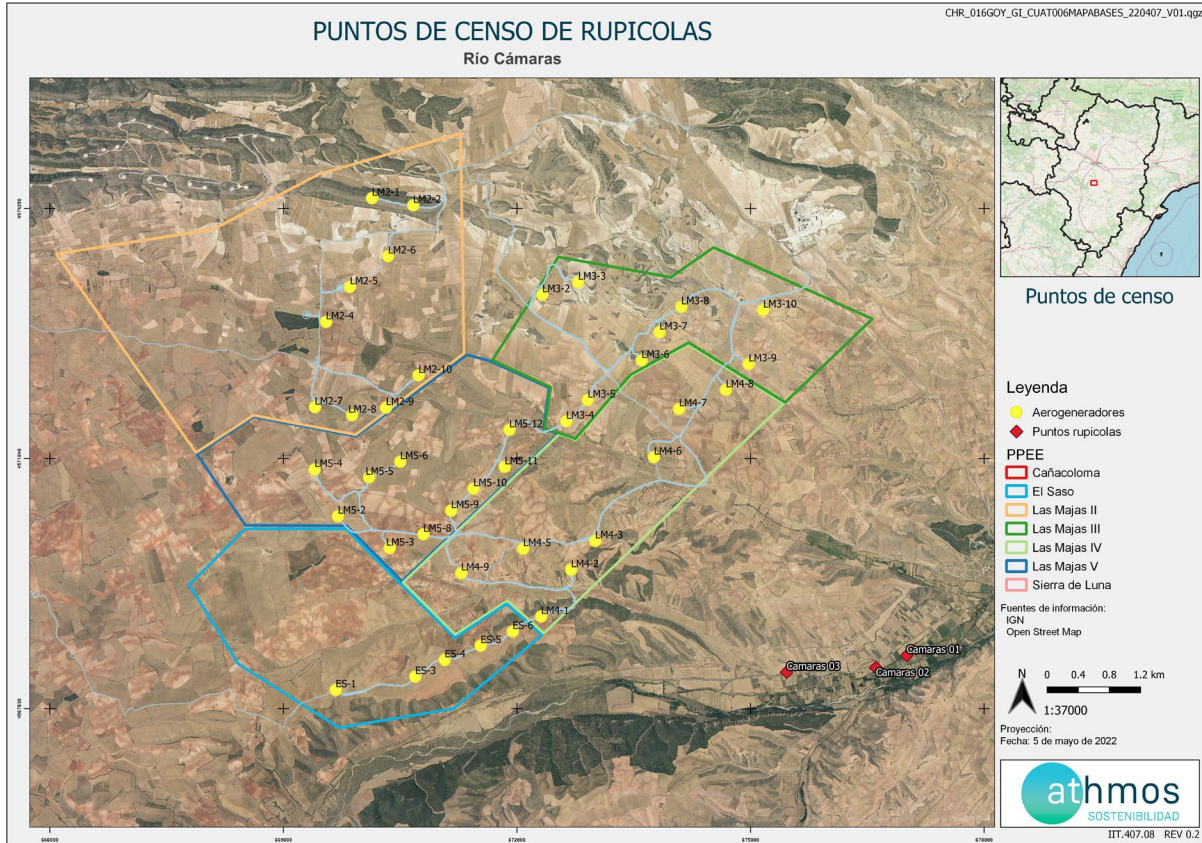 CHR_016GOY_GI_CUAT006MAPABASES_220407_V01.qgz
PUNTOS DE CENSO DE RUPICOLAS
Río Cámaras
LM2-1
LM2-2
LM2-6
LM2-5
LM2-4
LM2-10
LM2-7
LM2-8
LM2-9
LM3-3
LM3-2
LM3-8
LM3-10
LM3-7
LM3-6
LM3-9
LM4-8
LM3-5
LM4-7
LM3-4
LM5-12
LM4-6
LM5-6
LM5-4
LM5-11
LM5-5
LM5-10
LM5-9
LM5-2
LM5-8
LM4-3
LM5-3
LM4-5
LM4-9
LM4-2
LM4-1
ES-6
ES-5
ES-4
ES-3
ES-1
Camaras 01
Camaras 03
Camaras 02
4574250
666000
669000
672000
675000
678000
Puntos de censo
Leyenda
Aerogeneradores
Puntos rupicolas
PPEE
Cañacoloma
El Saso
Las Majas II
Las Majas III
Las Majas IV
Las Majas V
Sierra de Luna
Fuentes de información:
IGN
Open Street Map
N
0 0.4 0.8 1.2 km
1:37000
Proyección:
Fecha: 5 de mayo de 2022
athmos
SOSTENIBILIDAD
IIT.407.08 REV 0.2